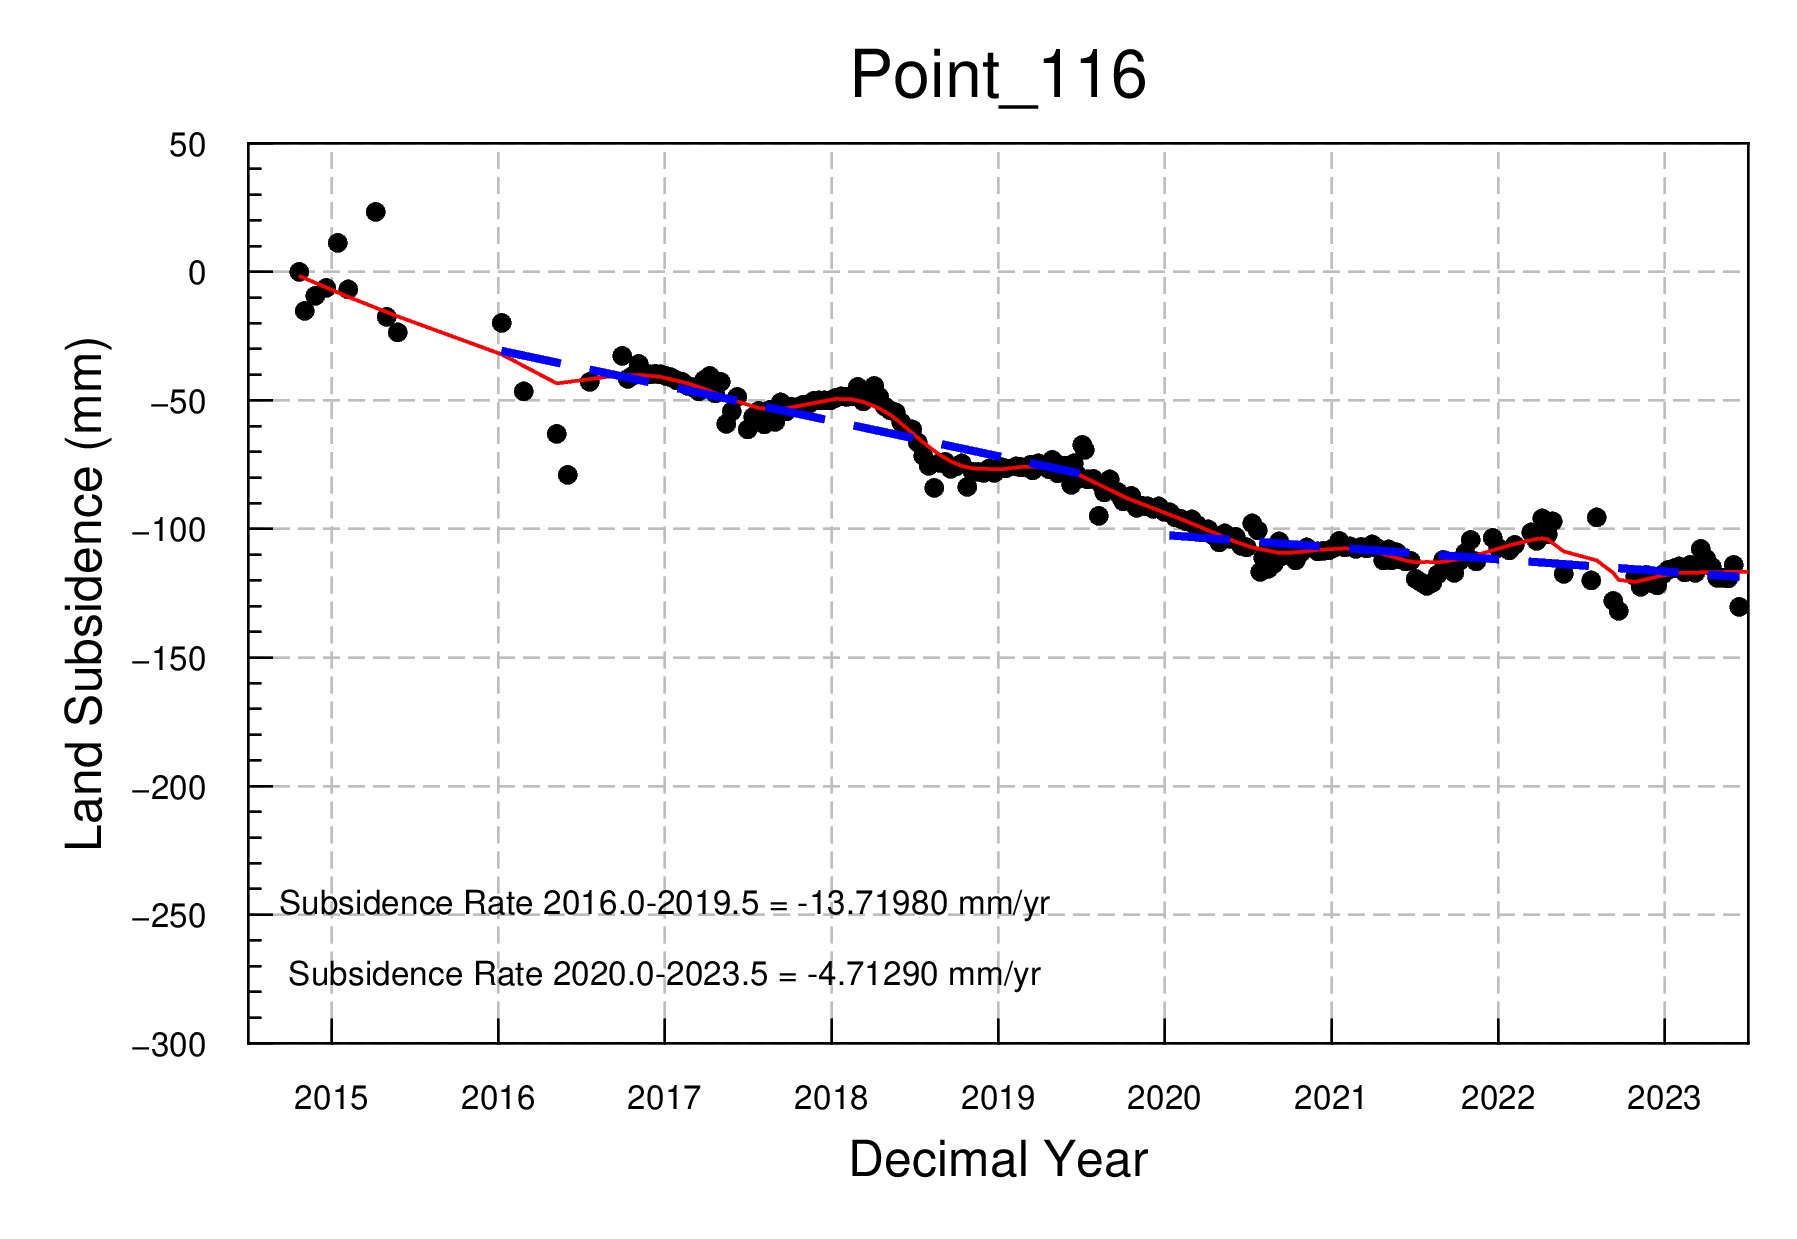 Point_116
50
0
−50
−100
−150
−200
−250
−300
Land Subsidence (mm)
Subsidence Rate 2016.0-2019.5 = -13.71980 mm/yr
Subsidence Rate 2020.0-2023.5 = -4.71290 mm/yr
2015 2016 2017 2018 2019 2020 2021 2022 2023
Decimal Year